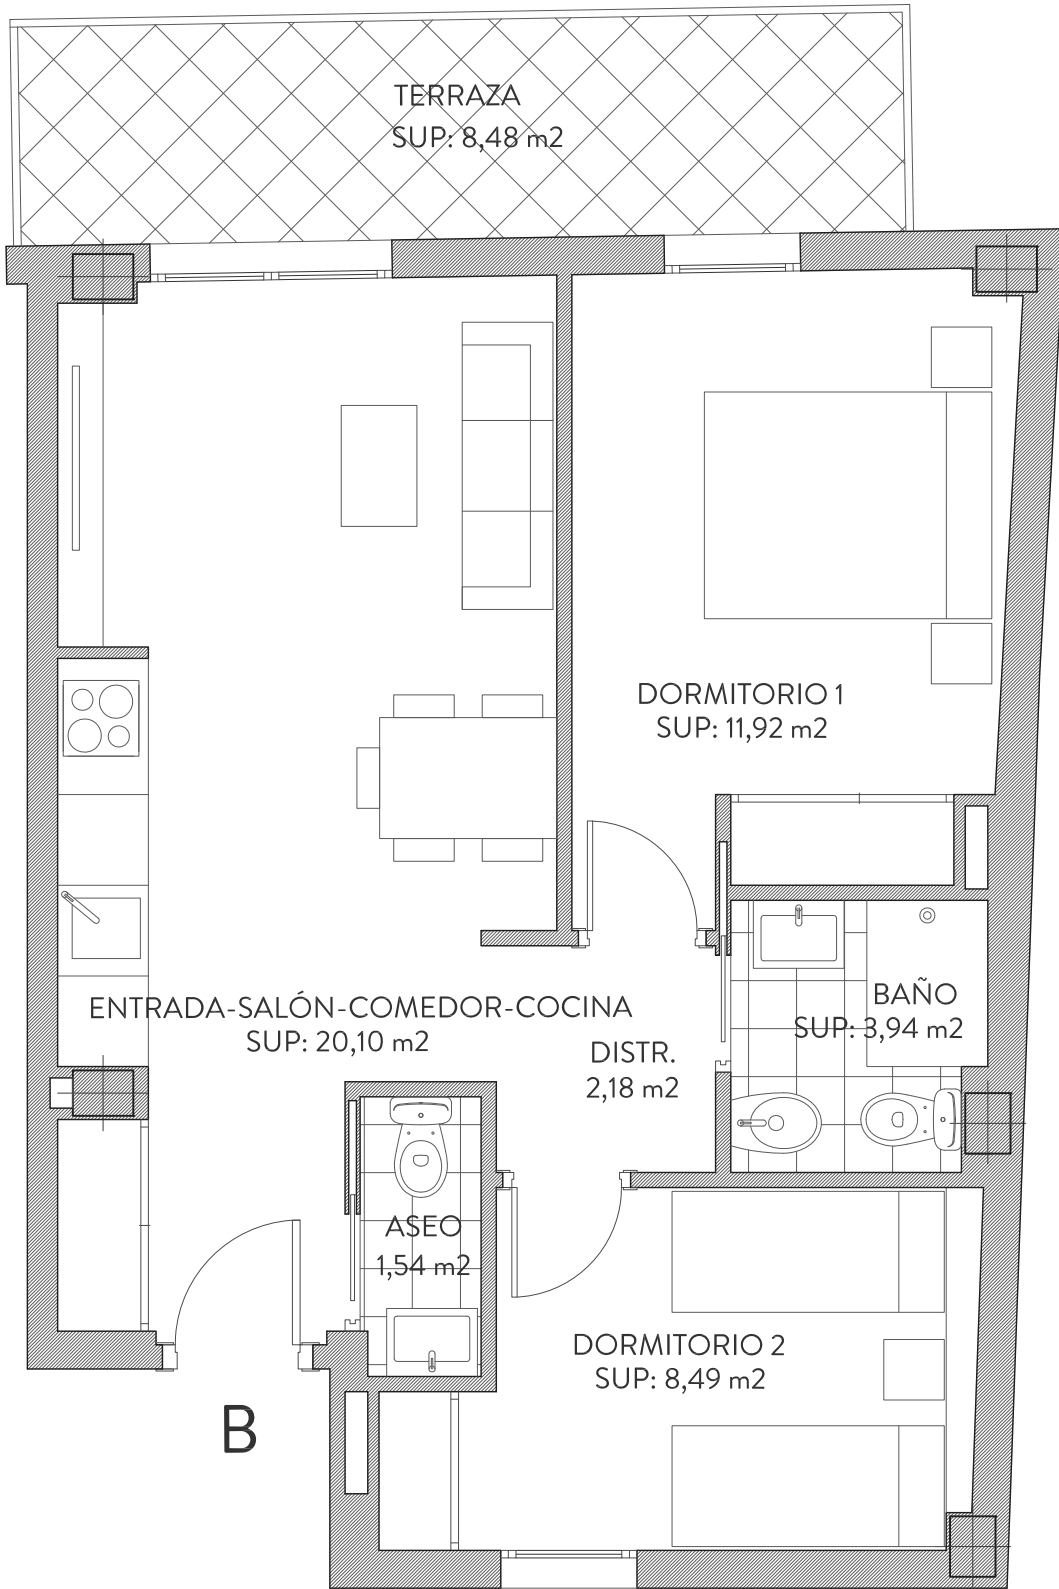 TERRAZA
SUP: 8,48 m2
DORMITORIO 1
SUP: 11,92 m2
ENTRADA-SALÓN-COMEDOR-COCINA
SUP: 20,10 m2
BAÑO
SUP: 3,94 m2
DISTR.
2,18 m2
ASEO
1,54 m2
DORMITORIO 2
SUP: 8,49 m2
B